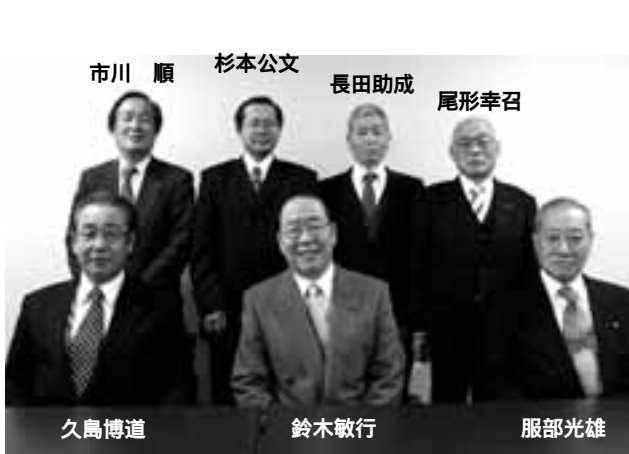 市川　順
杉本公文
長田助成
尾形幸召
久島博道
鈴木敏行
服部光雄